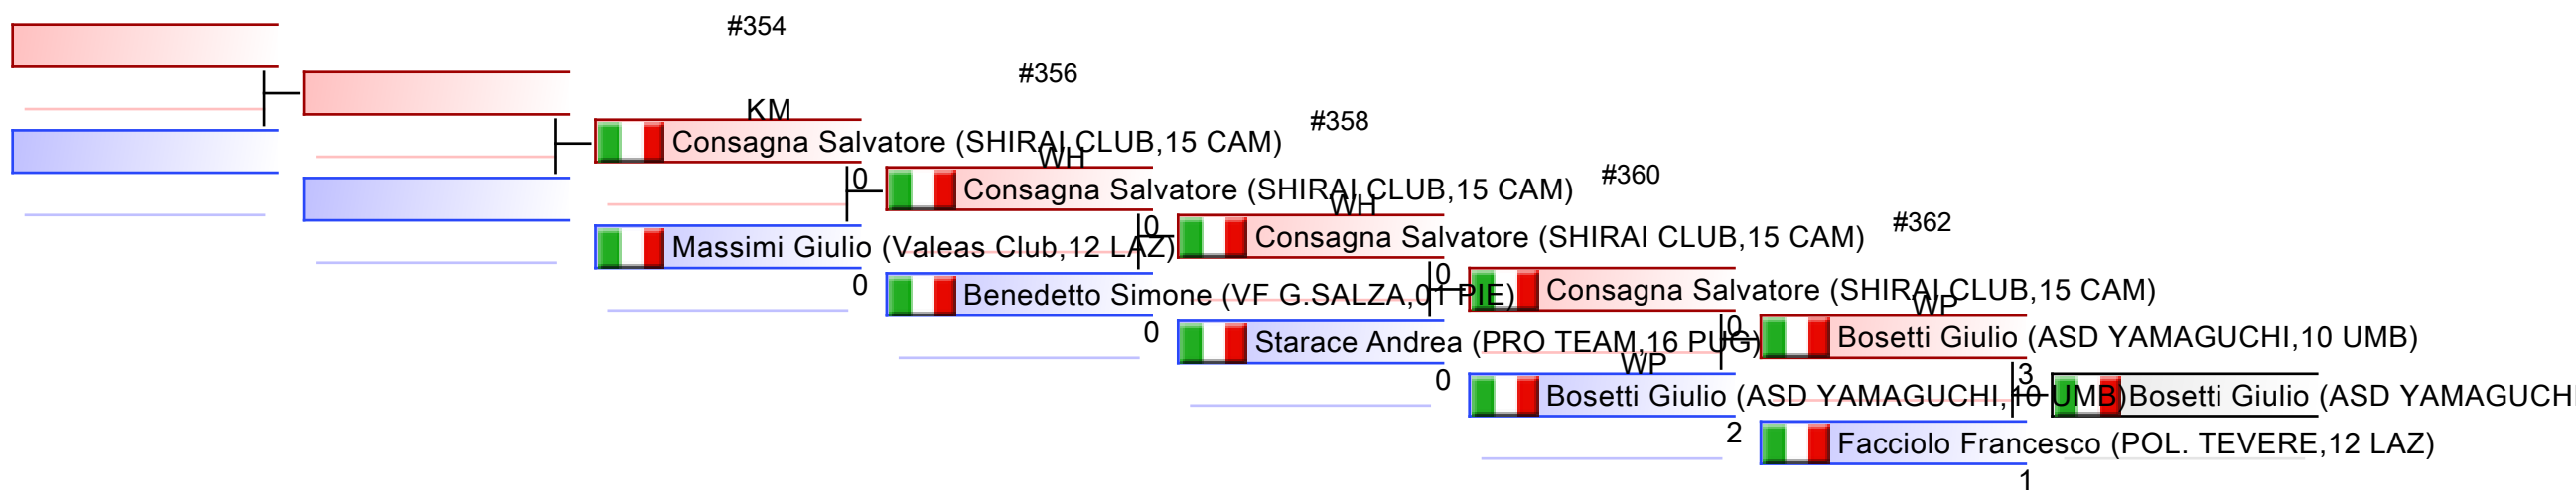 #354
#356
KM
#358
Consagna Salvatore (SHIRAI CLUB,15 CAM)
WH
#360
0
Consagna Salvatore (SHIRAI CLUB,15 CAM)
WH
#362
0
Consagna Salvatore (SHIRAI CLUB,15 CAM)
Massimi Giulio (Valeas Club,12 LAZ)
0
0
Consagna Salvatore (SHIRAI CLUB,15 CAM)
Benedetto Simone (VF G.SALZA,01 PIE)
WP
0
0
Bosetti Giulio (ASD YAMAGUCHI,10 UMB)
Starace Andrea (PRO TEAM,16 PUG)
WP
0
3
Bosetti Giulio (ASD YAMAGUCHI,10 UMB)
Bosetti Giulio (ASD YAMAGUCHI
2
Facciolo Francesco (POL. TEVERE,12 LAZ)
1